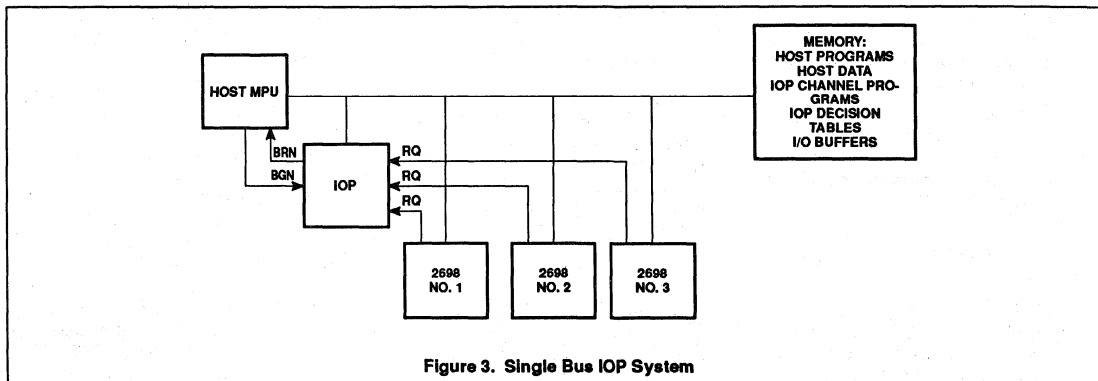 HOST MPU
MEMORY:
HOST PROGRAMS
HOST DATA
IOP CHANNEL PRO-
GRAMS
IOP DECISION
TABLES
I/O BUFFERS
BRN
BGN
IOP
RQ
RQ
RQ
2698
NO. 1
2698
NO. 2
2698
NO. 3
Figure 3. Single Bus IOP System